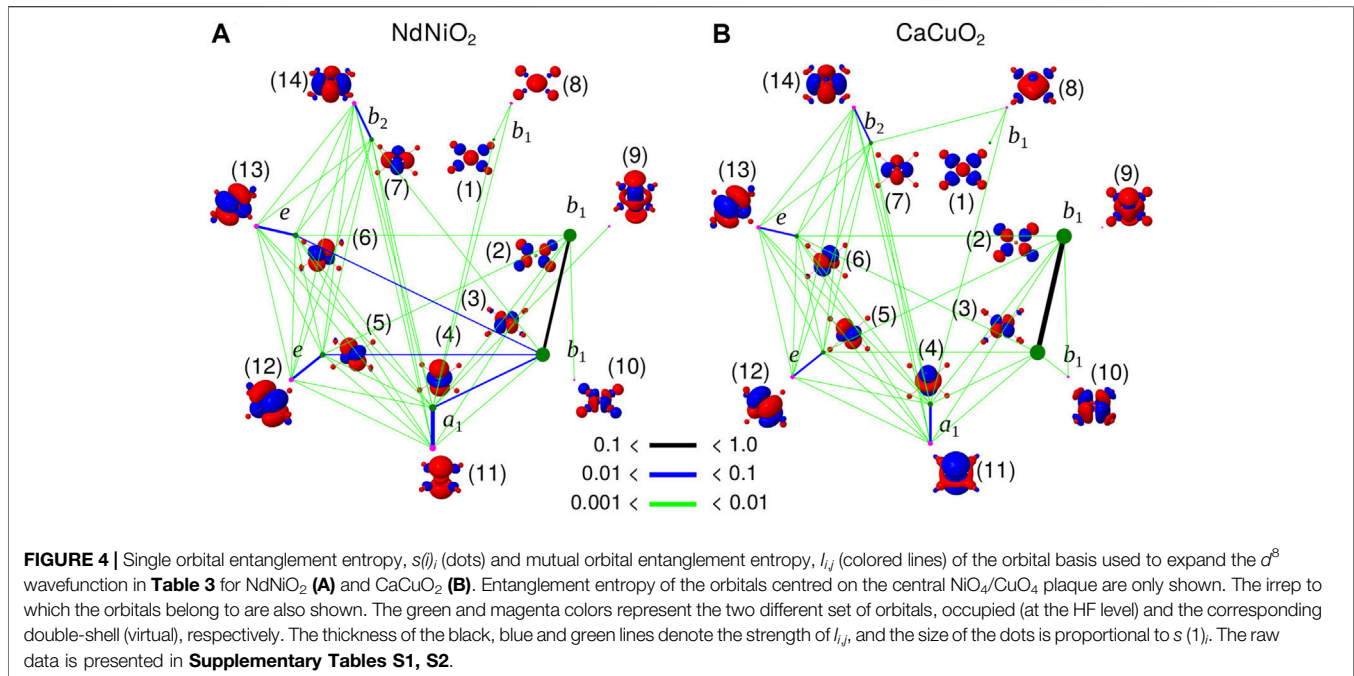 A NdNiO₂
B CaCuO₂
(14)
(8)
b₂
b₁
(13)
(7)
(1)
(9)
e
b₁
(6)
(2)
(3)
(5)
(4)
e
b₁
(12)
(10)
a₁
(11)
(14)
(8)
b₂
b₁
(13)
(7)
(1)
(9)
e
b₁
(2)
(6)
(3)
(5)
(4)
e
b₁
(12)
(10)
a₁
(11)
0.1 < < 1.0
0.01 < < 0.1
0.001 < < 0.01
FIGURE 4 | Single orbital entanglement entropy, s(i)ᵢ (dots) and mutual orbital entanglement entropy, Iᵢ,ⱼ (colored lines) of the orbital basis used to expand the d⁸
wavefunction in Table 3 for NdNiO₂ (A) and CaCuO₂ (B). Entanglement entropy of the orbitals centred on the central NiO₄/CuO₄ plaque are only shown. The irrep to
which the orbitals belong to are also shown. The green and magenta colors represent the two different set of orbitals, occupied (at the HF level) and the corresponding
double-shell (virtual), respectively. The thickness of the black, blue and green lines denote the strength of Iᵢ,ⱼ, and the size of the dots is proportional to s (1)ᵢ. The raw
data is presented in Supplementary Tables S1, S2.